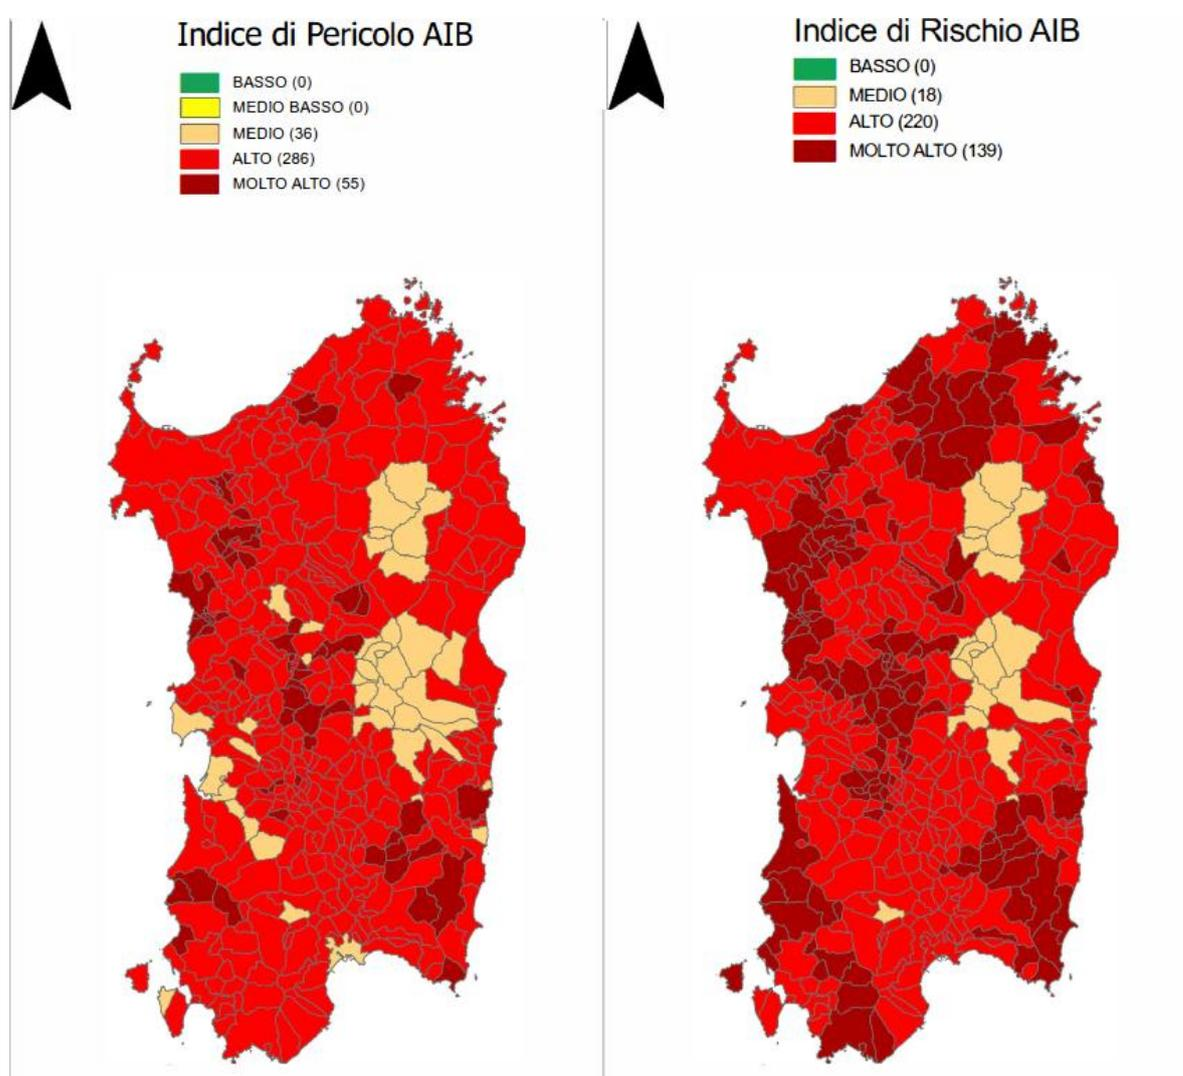 Indice di Pericolo AIB
BASSO (0)
MEDIO BASSO (0)
MEDIO (36)
ALTO (286)
MOLTO ALTO (55)
Indice di Rischio AIB
BASSO (0)
MEDIO (18)
ALTO (220)
MOLTO ALTO (139)